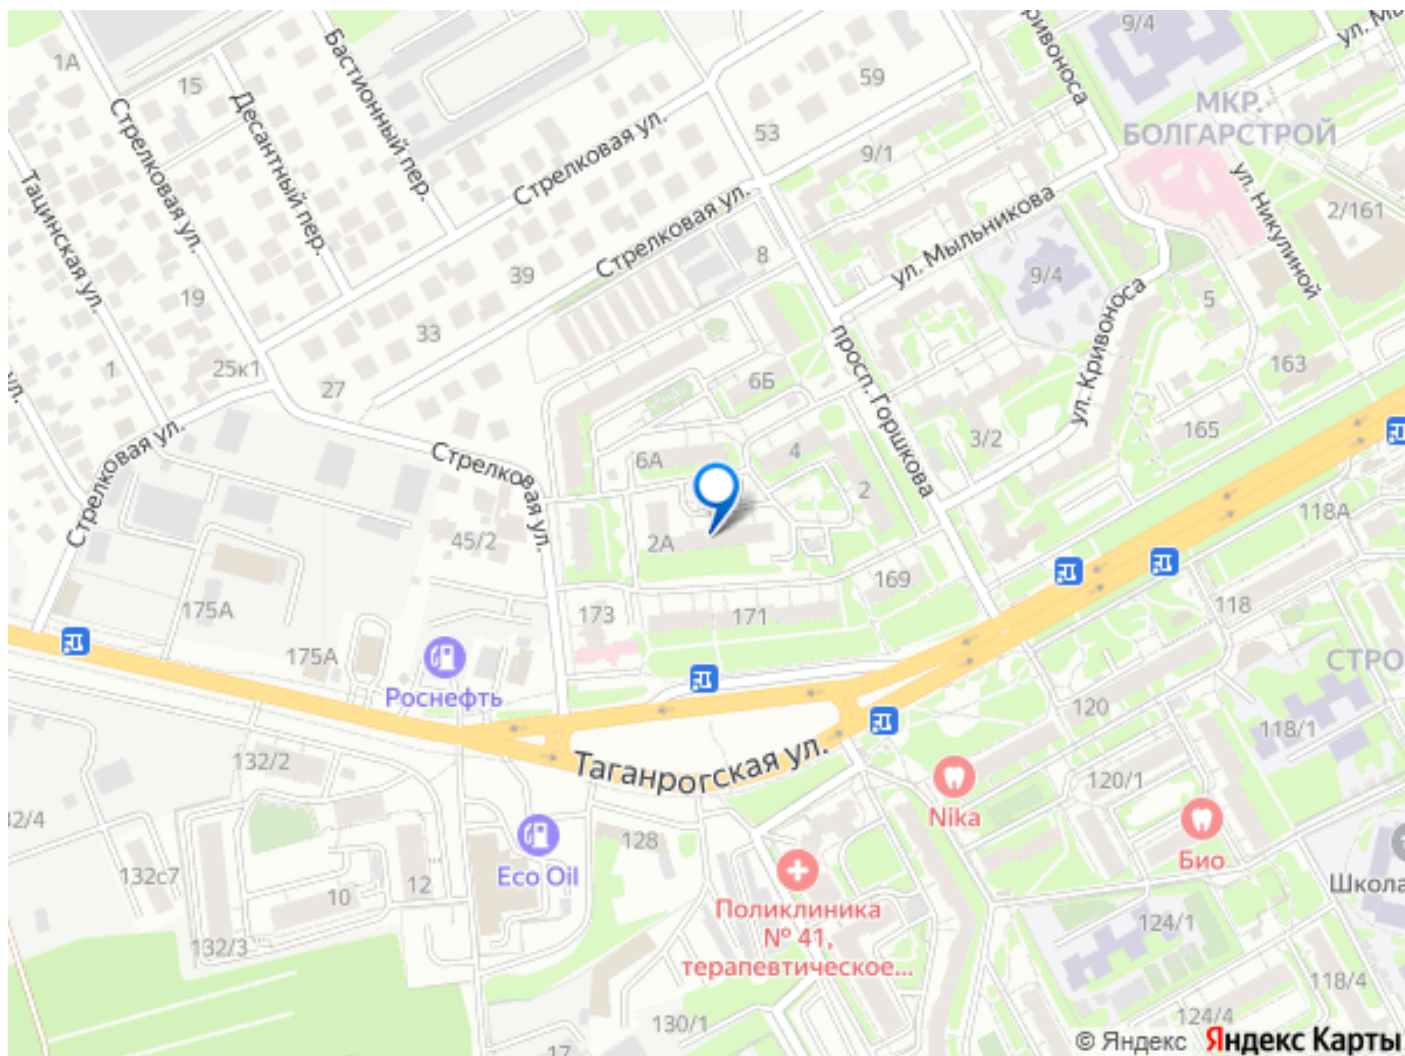 1А
15
Бастионный пер.
Десантный пер.
Стрелковая ул.
Тацинская ул.
19
1
ул.
25к1
27
33
39
Стрелковая ул.
Стрелковая ул.
59
53
9/1
8
Кривоноса
9/4
ул.
МКР.
БОЛГАРСТРОЙ
ул. Никулиной
2/161
ул. Мыльникова
9/4
5
ул. Кривоноса
163
165
3/2
просп. Горшкова
6Б
4
6А
2
2А
Стрелковая ул.
Стрелковая ул.
45/2
175А
175А
Роснефть
173
171
169
118А
118
СТРО
118/1
120
120/1
Таганрогская ул.
132/2
32/4
132с7
10
12
132/3
Eco Oil
128
Nika
Био
Поликлиника
№ 41,
терапевтическое...
Школа
124/1
118/4
124/4
130/1
17
© Яндекс Яндекс Карты